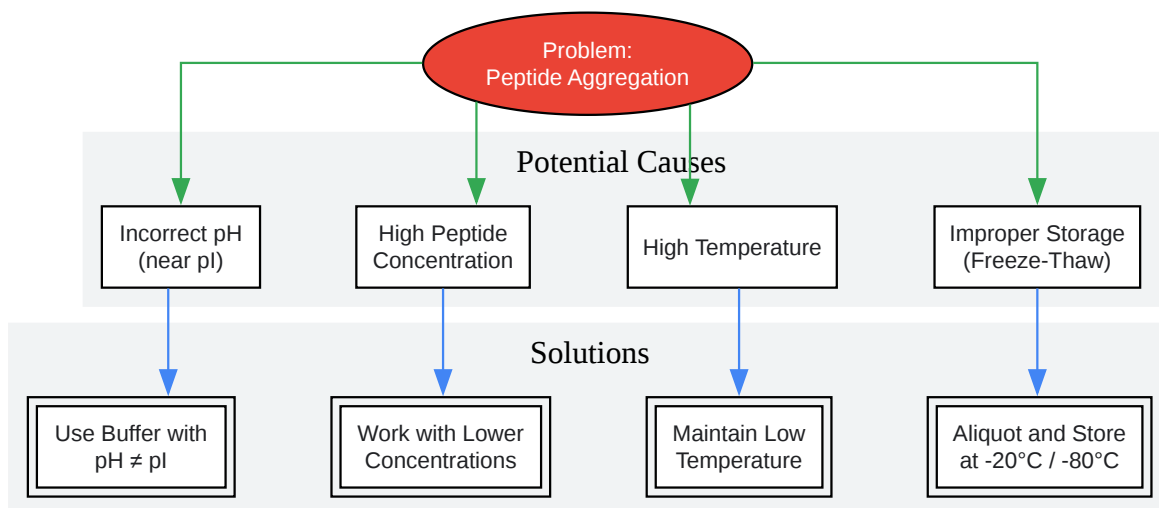 Problem:
Peptide Aggregation
Potential Causes
Incorrect pH
(near pI)
High Peptide
Concentration
High Temperature
Improper Storage
(Freeze-Thaw)
Solutions
Use Buffer with
pH ≠ pI
Work with Lower
Concentrations
Maintain Low
Temperature
Aliquot and Store
at -20°C / -80°C